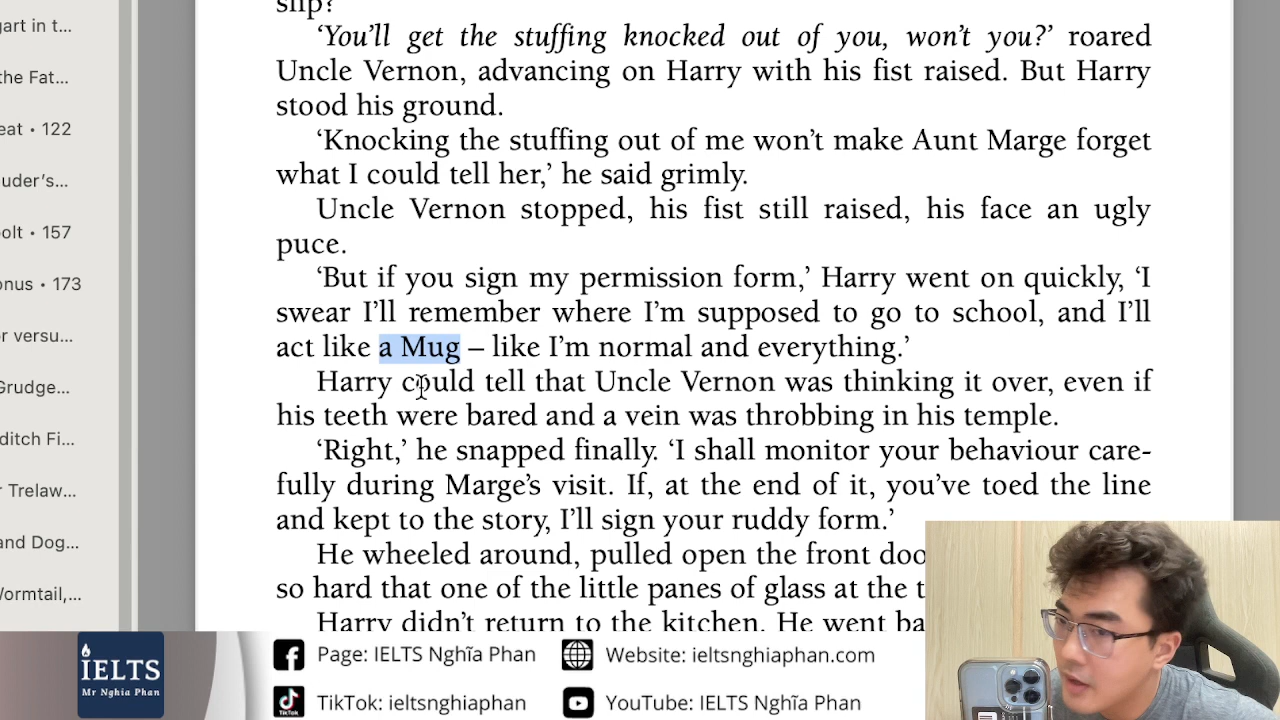 slip?
‘You’ll get the stuffing knocked out of you, won’t you?’ roared
Uncle Vernon, advancing on Harry with his fist raised. But Harry
stood his ground.
‘Knocking the stuffing out of me won’t make Aunt Marge forget
what I could tell her,’ he said grimly.
Uncle Vernon stopped, his fist still raised, his face an ugly
puce.
‘But if you sign my permission form,’ Harry went on quickly, ‘I
swear I’ll remember where I’m supposed to go to school, and I’ll
act like a Mug – like I’m normal and everything.’
Harry could tell that Uncle Vernon was thinking it over, even if
his teeth were bared and a vein was throbbing in his temple.
‘Right,’ he snapped finally. ‘I shall monitor your behaviour care-
fully during Marge’s visit. If, at the end of it, you’ve toed the line
and kept to the story, I’ll sign your ruddy form.’
He wheeled around, pulled open the front doo
so hard that one of the little panes of glass at the t
Harry didn’t return to the kitchen. He went ba
gart in t...
the Fat...
eat • 122
uder’s...
olt • 157
onus • 173
or versu...
Grudge...
ditch Fi...
r Trelaw...
and Dog...
Wormtail,...
IELTS
Mr Nghia Phan
Page: IELTS Nghĩa Phan
Website: ieltsnghiaphan.com
TikTok
TikTok: ieltsnghiaphan
YouTube: IELTS Nghĩa Phan